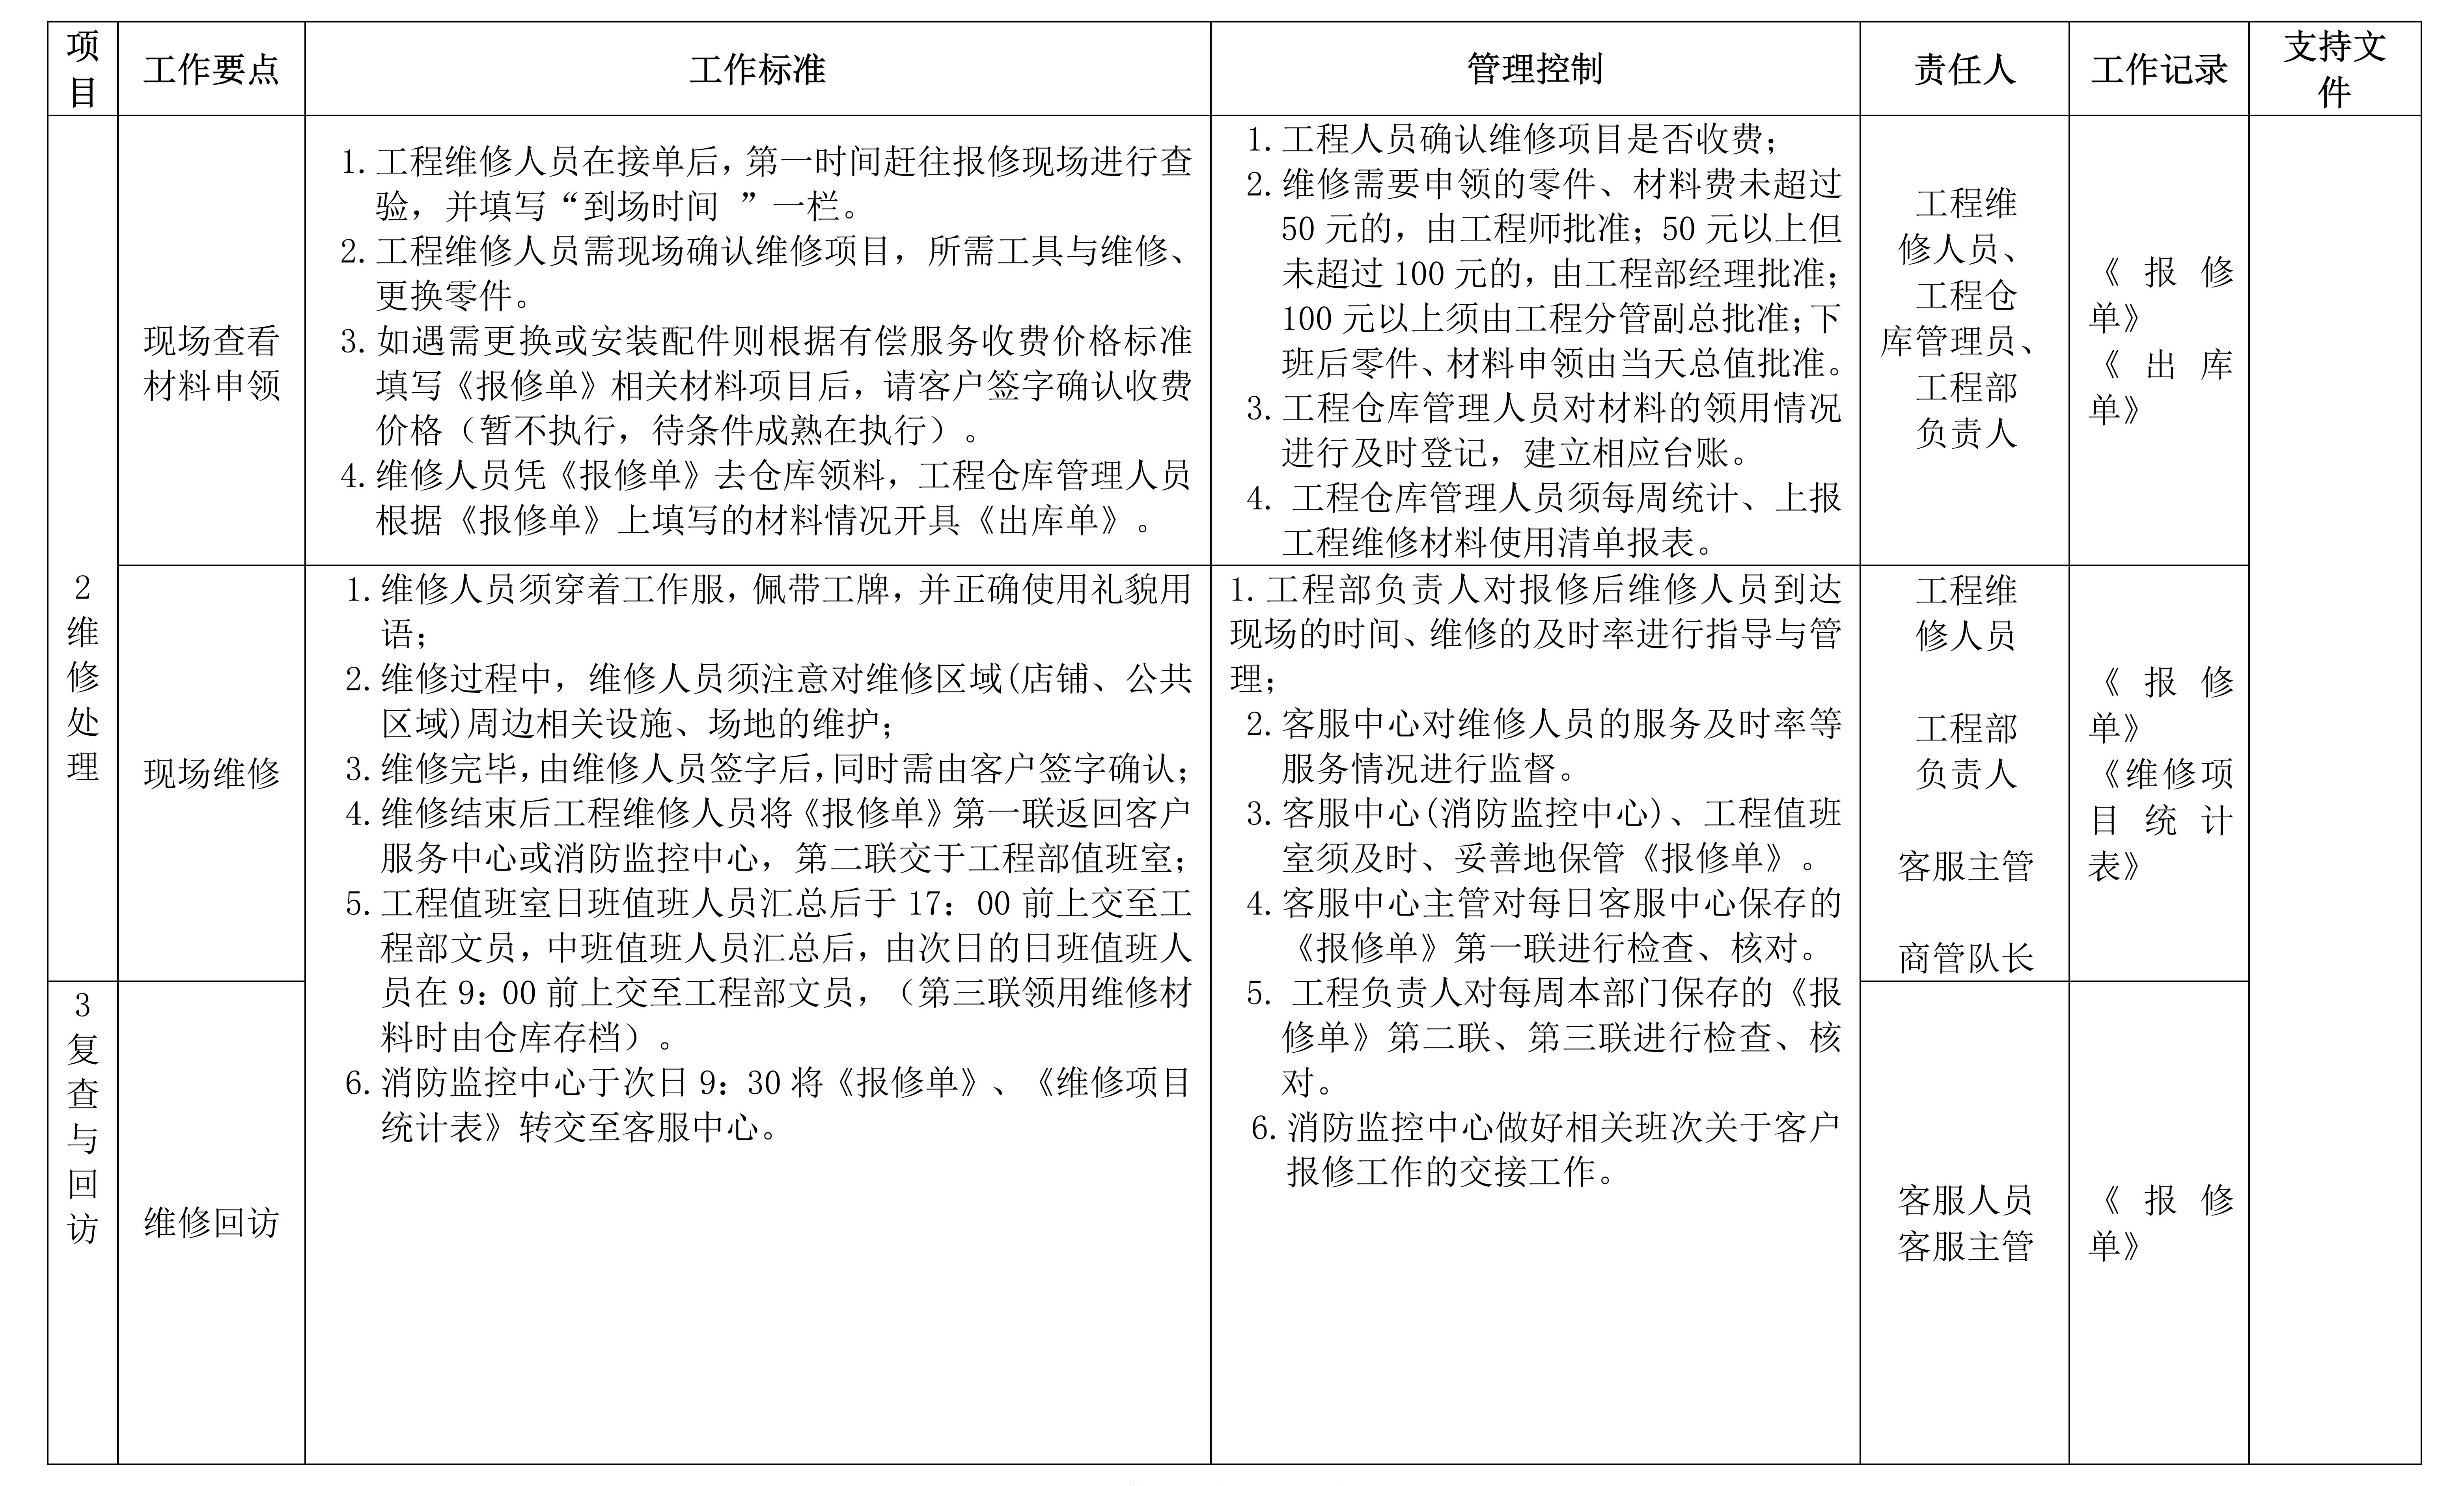 项
目
工作要点
工作标准
管理控制
责任人
工作记录
支持文
件
2
维
修
处
理
现场查看
材料申领
1.工程维修人员在接单后，第一时间赶往报修现场进行查
验，并填写“到场时间 ”一栏。
2.工程维修人员需现场确认维修项目，所需工具与维修、
更换零件。
3.如遇需更换或安装配件则根据有偿服务收费价格标准
填写《报修单》相关材料项目后，请客户签字确认收费
价格（暂不执行，待条件成熟在执行）。
4.维修人员凭《报修单》去仓库领料，工程仓库管理人员
根据《报修单》上填写的材料情况开具《出库单》。
1.工程人员确认维修项目是否收费；
2.维修需要申领的零件、材料费未超过
50元的，由工程师批准；50元以上但
未超过100元的，由工程部经理批准；
100元以上须由工程分管副总批准；下
班后零件、材料申领由当天总值批准。
3.工程仓库管理人员对材料的领用情况
进行及时登记，建立相应台账。
4. 工程仓库管理人员须每周统计、上报
工程维修材料使用清单报表。
工程维
修人员、
工程仓
库管理员、
工程部
负责人
《报修
单》
《出库
单》
现场维修
1.维修人员须穿着工作服，佩带工牌，并正确使用礼貌用
语；
2.维修过程中，维修人员须注意对维修区域(店铺、公共
区域)周边相关设施、场地的维护；
3.维修完毕，由维修人员签字后，同时需由客户签字确认；
4.维修结束后工程维修人员将《报修单》第一联返回客户
服务中心或消防监控中心，第二联交于工程部值班室；
5.工程值班室日班值班人员汇总后于17：00前上交至工
程部文员，中班值班人员汇总后，由次日的日班值班人
员在9：00前上交至工程部文员，（第三联领用维修材
料时由仓库存档）。
6.消防监控中心于次日9：30将《报修单》、《维修项目
统计表》转交至客服中心。
1.工程部负责人对报修后维修人员到达
现场的时间、维修的及时率进行指导与管
理；
2.客服中心对维修人员的服务及时率等
服务情况进行监督。
3.客服中心(消防监控中心)、工程值班
室须及时、妥善地保管《报修单》。
4.客服中心主管对每日客服中心保存的
《报修单》第一联进行检查、核对。
5. 工程负责人对每周本部门保存的《报
修单》第二联、第三联进行检查、核
对。
6.消防监控中心做好相关班次关于客户
报修工作的交接工作。
工程维
修人员
工程部
负责人
客服主管
商管队长
《报修
单》
《维修项
目统计
表》
3
复
查
与
回
访
维修回访
客服人员
客服主管
《报修
单》